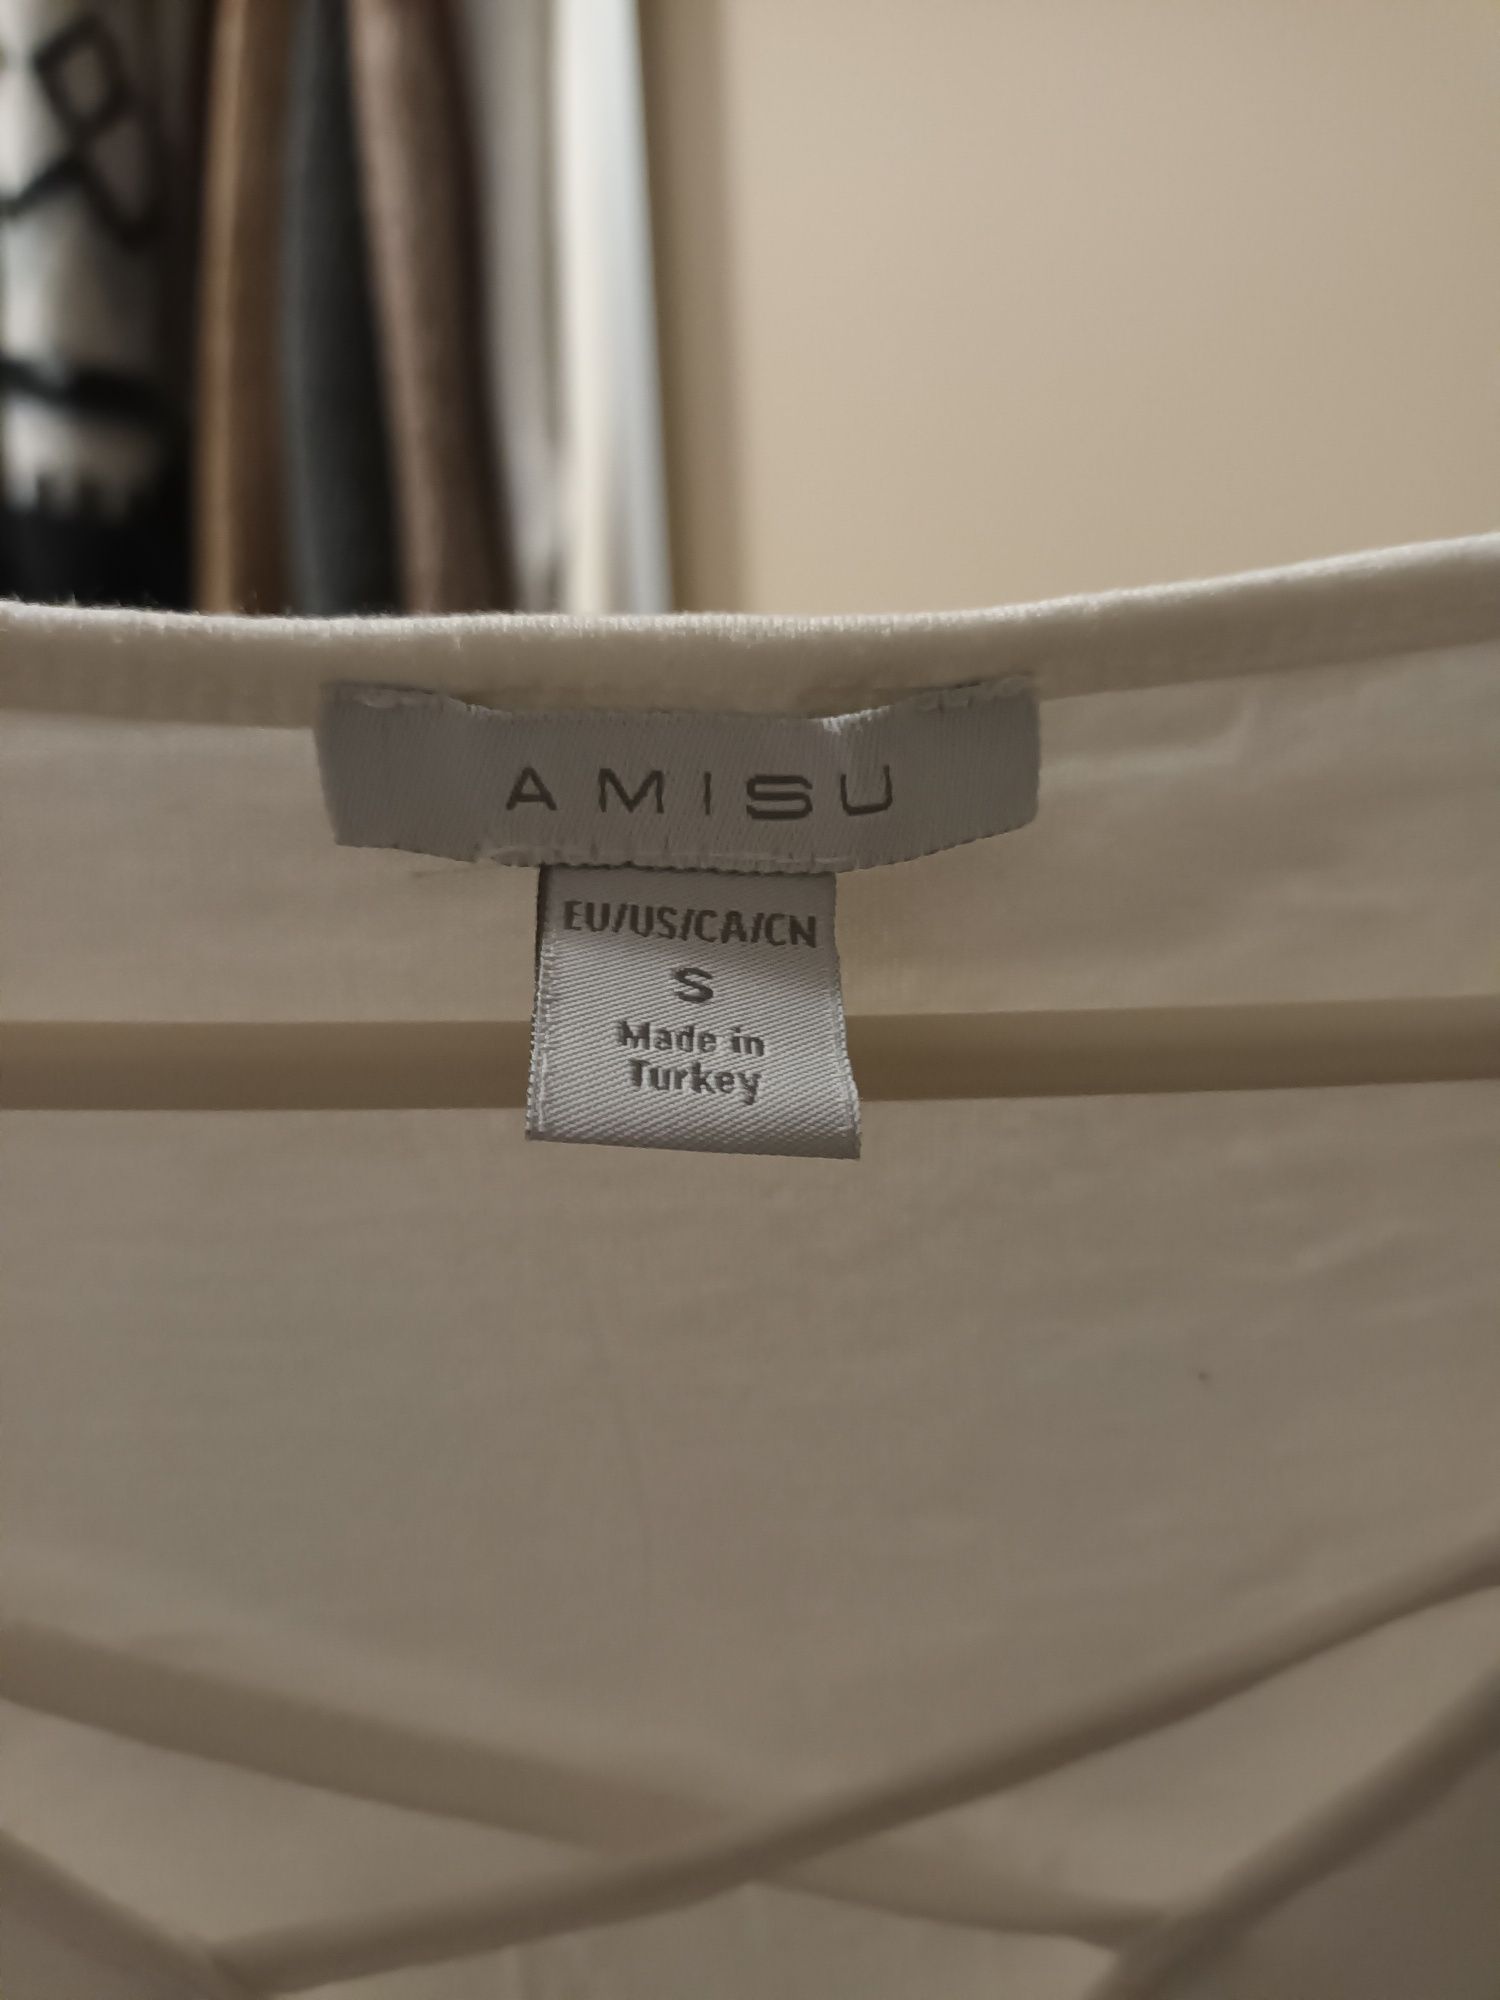 AMISU
EU/US/CA/CN
S
Made in
Turkey